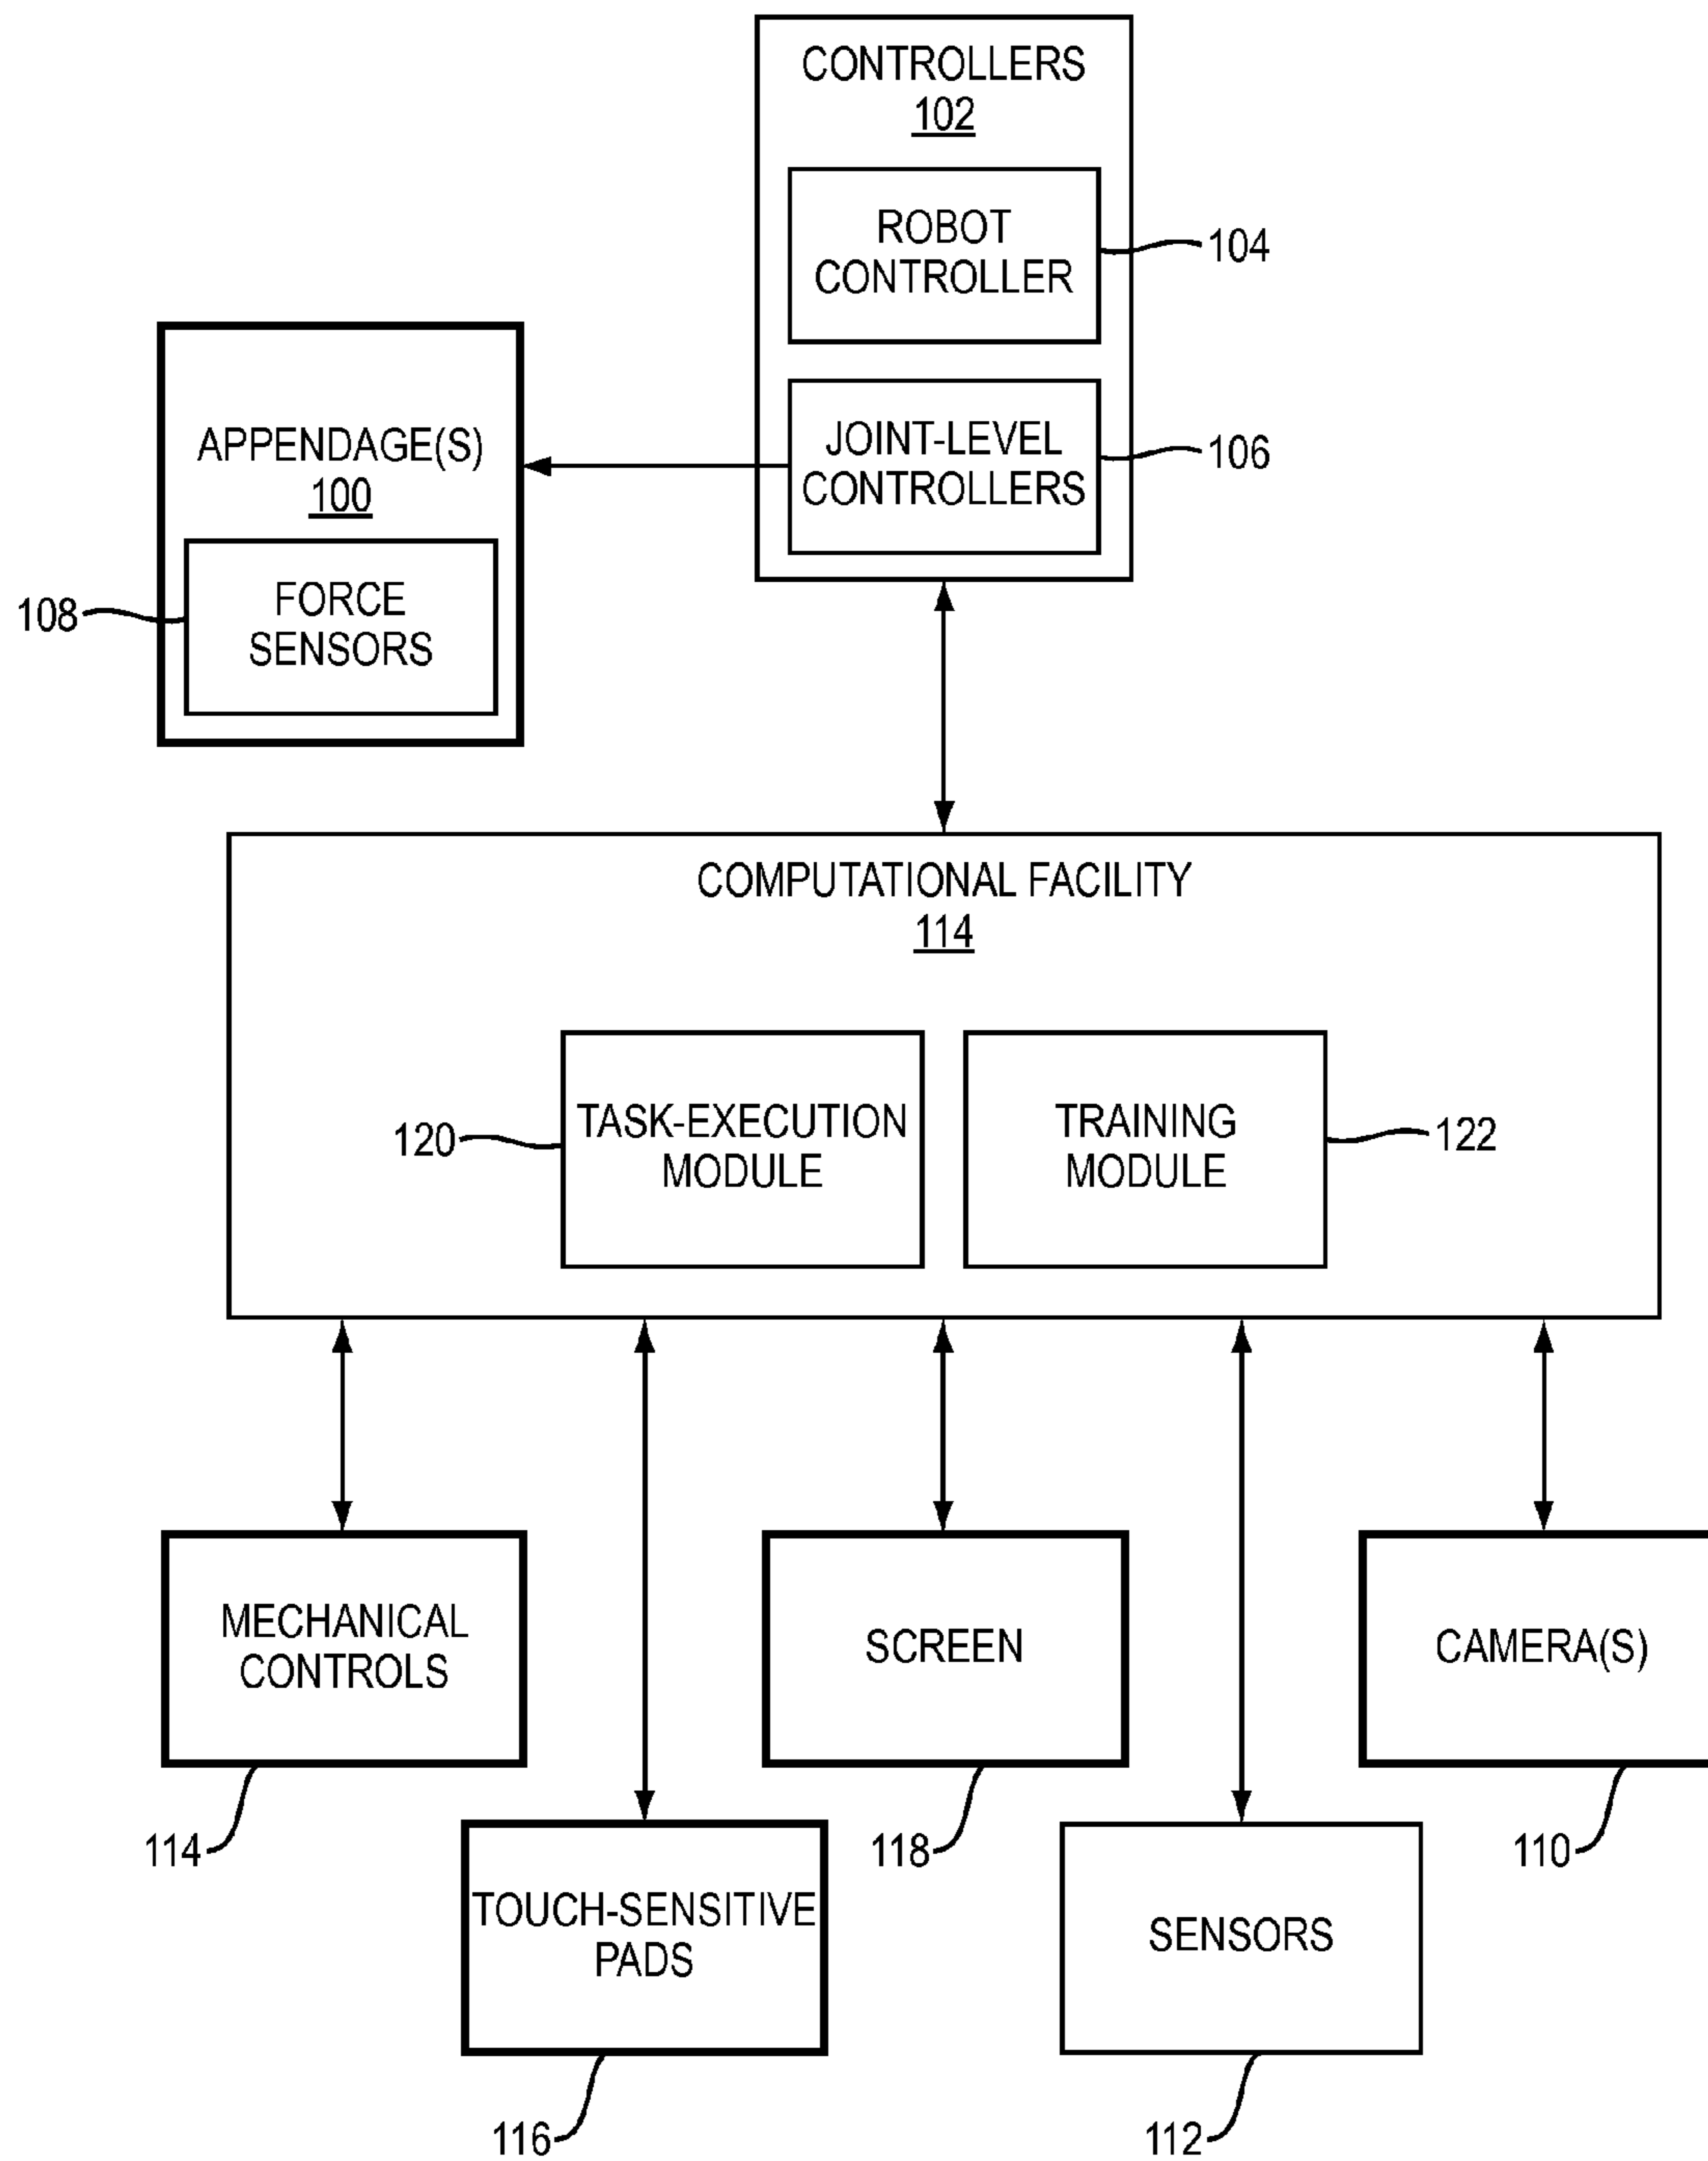 CONTROLLERS
102
ROBOT
CONTROLLER
104
JOINT-LEVEL
CONTROLLERS
106
APPENDAGE(S)
100
FORCE
SENSORS
108
COMPUTATIONAL FACILITY
114
120
TASK-EXECUTION
MODULE
TRAINING
MODULE
122
MECHANICAL
CONTROLS
114
SCREEN
118
CAMERA(S)
110
TOUCH-SENSITIVE
PADS
116
SENSORS
112